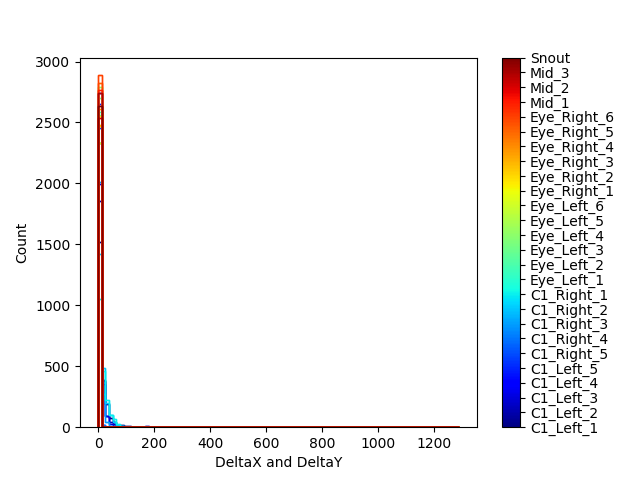 3000
2500
2000
1500
1000
500
0
Count
0
200
400
600
800
1000
1200
DeltaX and DeltaY
Snout
Mid_3
Mid_2
Mid_1
Eye_Right_6
Eye_Right_5
Eye_Right_4
Eye_Right_3
Eye_Right_2
Eye_Right_1
Eye_Left_6
Eye_Left_5
Eye_Left_4
Eye_Left_3
Eye_Left_2
Eye_Left_1
C1_Right_1
C1_Right_2
C1_Right_3
C1_Right_4
C1_Right_5
C1_Left_5
C1_Left_4
C1_Left_3
C1_Left_2
C1_Left_1